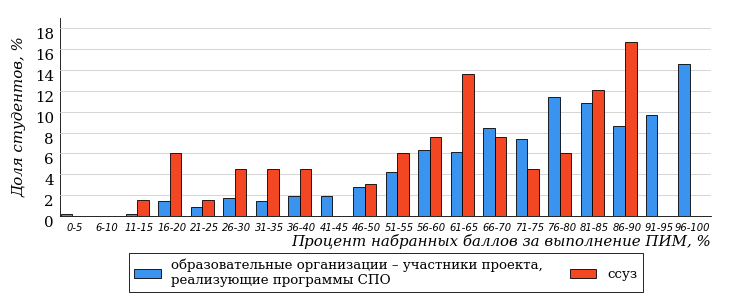 Доля студентов, %
18
16
14
12
10
8
6
4
2
0
0-5 6-10 11-15 16-20 21-25 26-30 31-35 36-40 41-45 46-50 51-55 56-60 61-65 66-70 71-75 76-80 81-85 86-90 91-95 96-100
Процент набранных баллов за выполнение ПИМ, %
образовательные организации – участники проекта,
реализующие программы СПО
ссуз